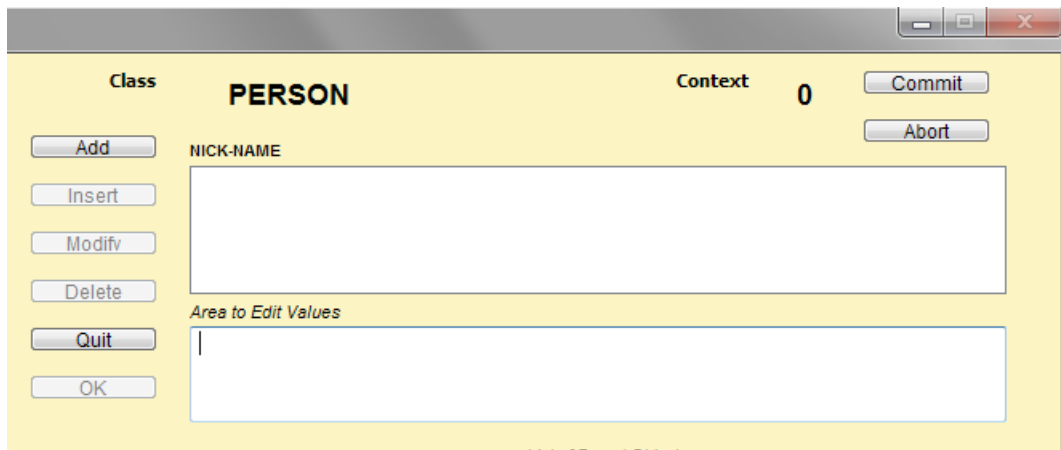 Class PERSON Context 0 Commit
Abort
Add NICK-NAME
Insert
Modify
Delete
Area to Edit Values
Quit
OK